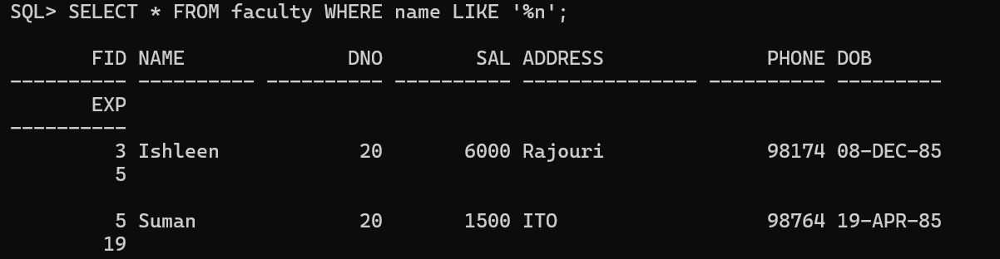 SQL> SELECT * FROM faculty WHERE name LIKE '%n';
       FID NAME              DNO        SAL ADDRESS              PHONE DOB
---------- ---------- ---------- ---------- --------------- ---------- ---------
       EXP
----------
         3 Ishleen            20       6000 Rajouri              98174 08-DEC-85
         5
         5 Suman              20       1500 ITO                  98764 19-APR-85
        19